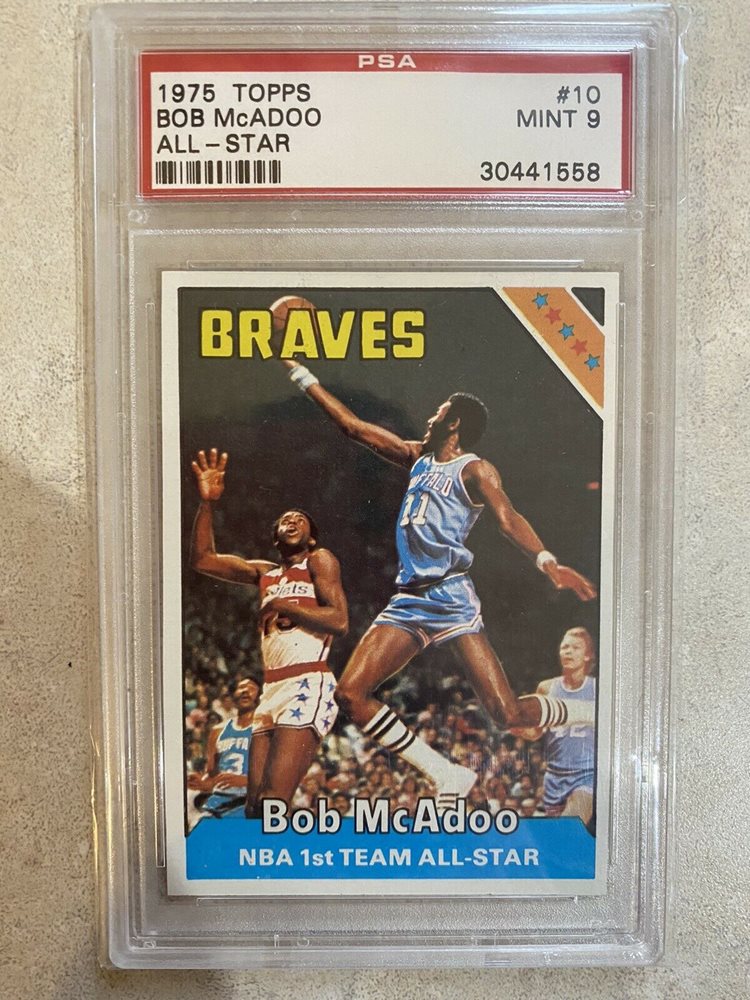 PSA
1975 TOPPS #10
BOB McADOO MINT 9
ALL-STAR
30441558
BRAVES
11
Bob McAdoo
NBA 1st TEAM ALL-STAR